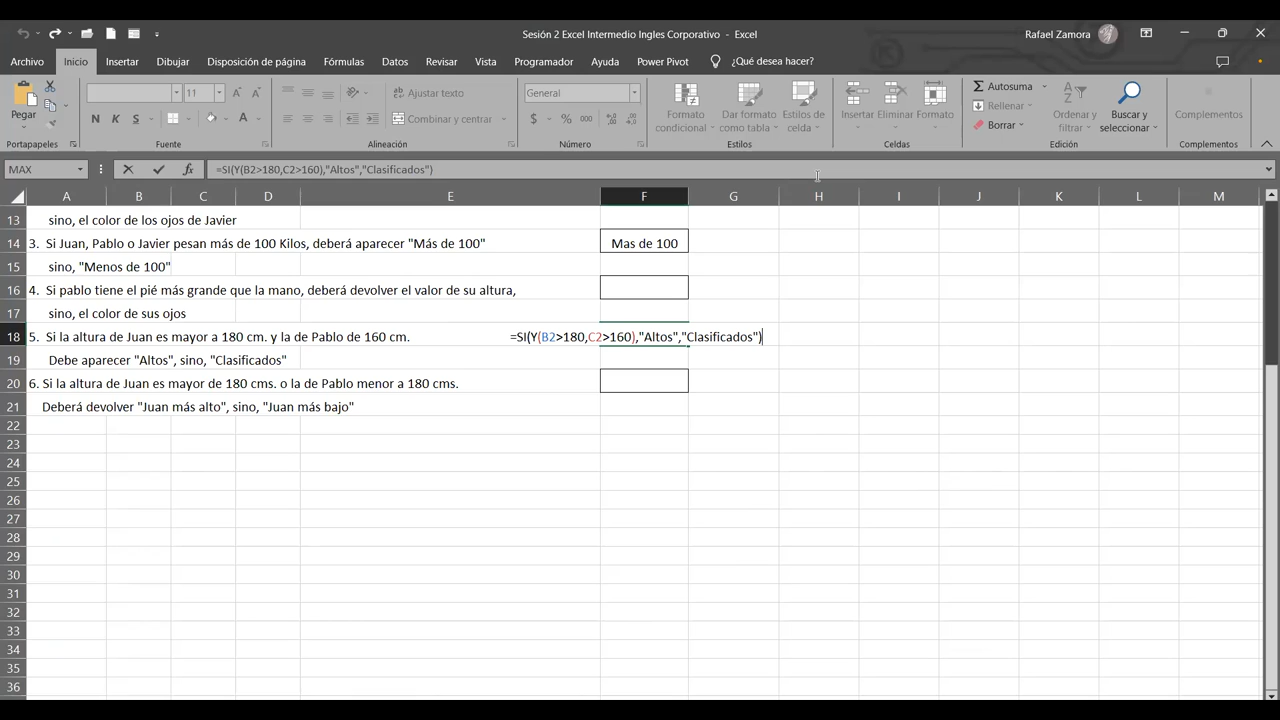 Sesión 2 Excel Intermedio Ingles Corporativo - Excel
Rafael Zamora
Archivo Inicio Insertar Dibujar Disposición de página Fórmulas Datos Revisar Vista Programador Ayuda Power Pivot ¿Qué desea hacer?
Pegar
11
N K S
Ajustar texto
Combinar y centrar
General
$ % 000
Formato condicional
Dar formato como tabla
Estilos de celda
Insertar Eliminar Formato
Autosuma
Rellenar
Borrar
Ordenar y filtrar
Buscar y seleccionar
Complementos
Portapapeles Fuente Alineación Número Estilos Celdas Edición Complementos
MAX fx =SI(Y(B2>180,C2>160),"Altos","Clasificados")
A B C D E F G H I J K L M
13 sino, el color de los ojos de Javier
14 3. Si Juan, Pablo o Javier pesan más de 100 Kilos, deberá aparecer "Más de 100" Mas de 100
15 sino, "Menos de 100"
16 4. Si pablo tiene el pié más grande que la mano, deberá devolver el valor de su altura,
17 sino, el color de sus ojos
18 5. Si la altura de Juan es mayor a 180 cm. y la de Pablo de 160 cm. =SI(Y(B2>180,C2>160),"Altos","Clasificados")
19 Debe aparecer "Altos", sino, "Clasificados"
20 6. Si la altura de Juan es mayor de 180 cms. o la de Pablo menor a 180 cms.
21 Deberá devolver "Juan más alto", sino, "Juan más bajo"
22
23
24
25
26
27
28
29
30
31
32
33
34
35
36